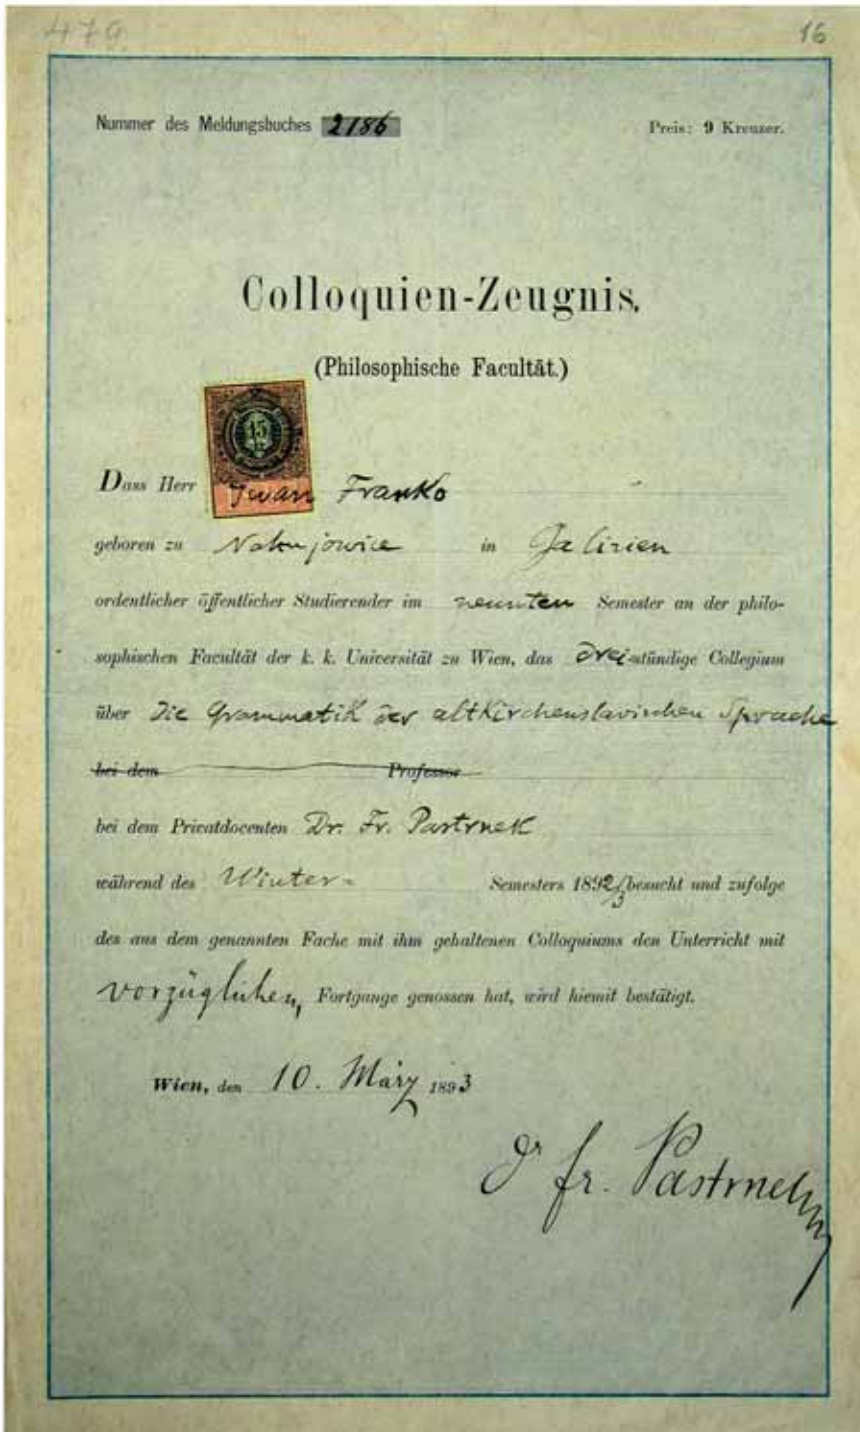 479 16
Nummer des Meldungsbuches 2186 Preis: 9 Kreuzer.
Colloquien-Zeugnis.
(Philosophische Facultät.)
15
Dass Herr Iwan Franko
geboren zu Nahujowice in Galizien
ordentlicher öffentlicher Studierender im neunten Semester an der philo-
sophischen Facultät der k. k. Universität zu Wien, das drei-stündige Collegium
über Die Grammatik der altkirchenslavischen Sprache
bei dem Professor
bei dem Privatdocenten Dr. Fr. Pastrnek
während des Winter- Semesters 1892/3 besucht und zufolge
des aus dem genannten Fache mit ihm gehaltenen Colloquiums den Unterricht mit
vorzüglichem Fortgange genossen hat, wird hiemit bestätigt.
Wien, den 10. März 1893
Dr Fr. Pastrnek